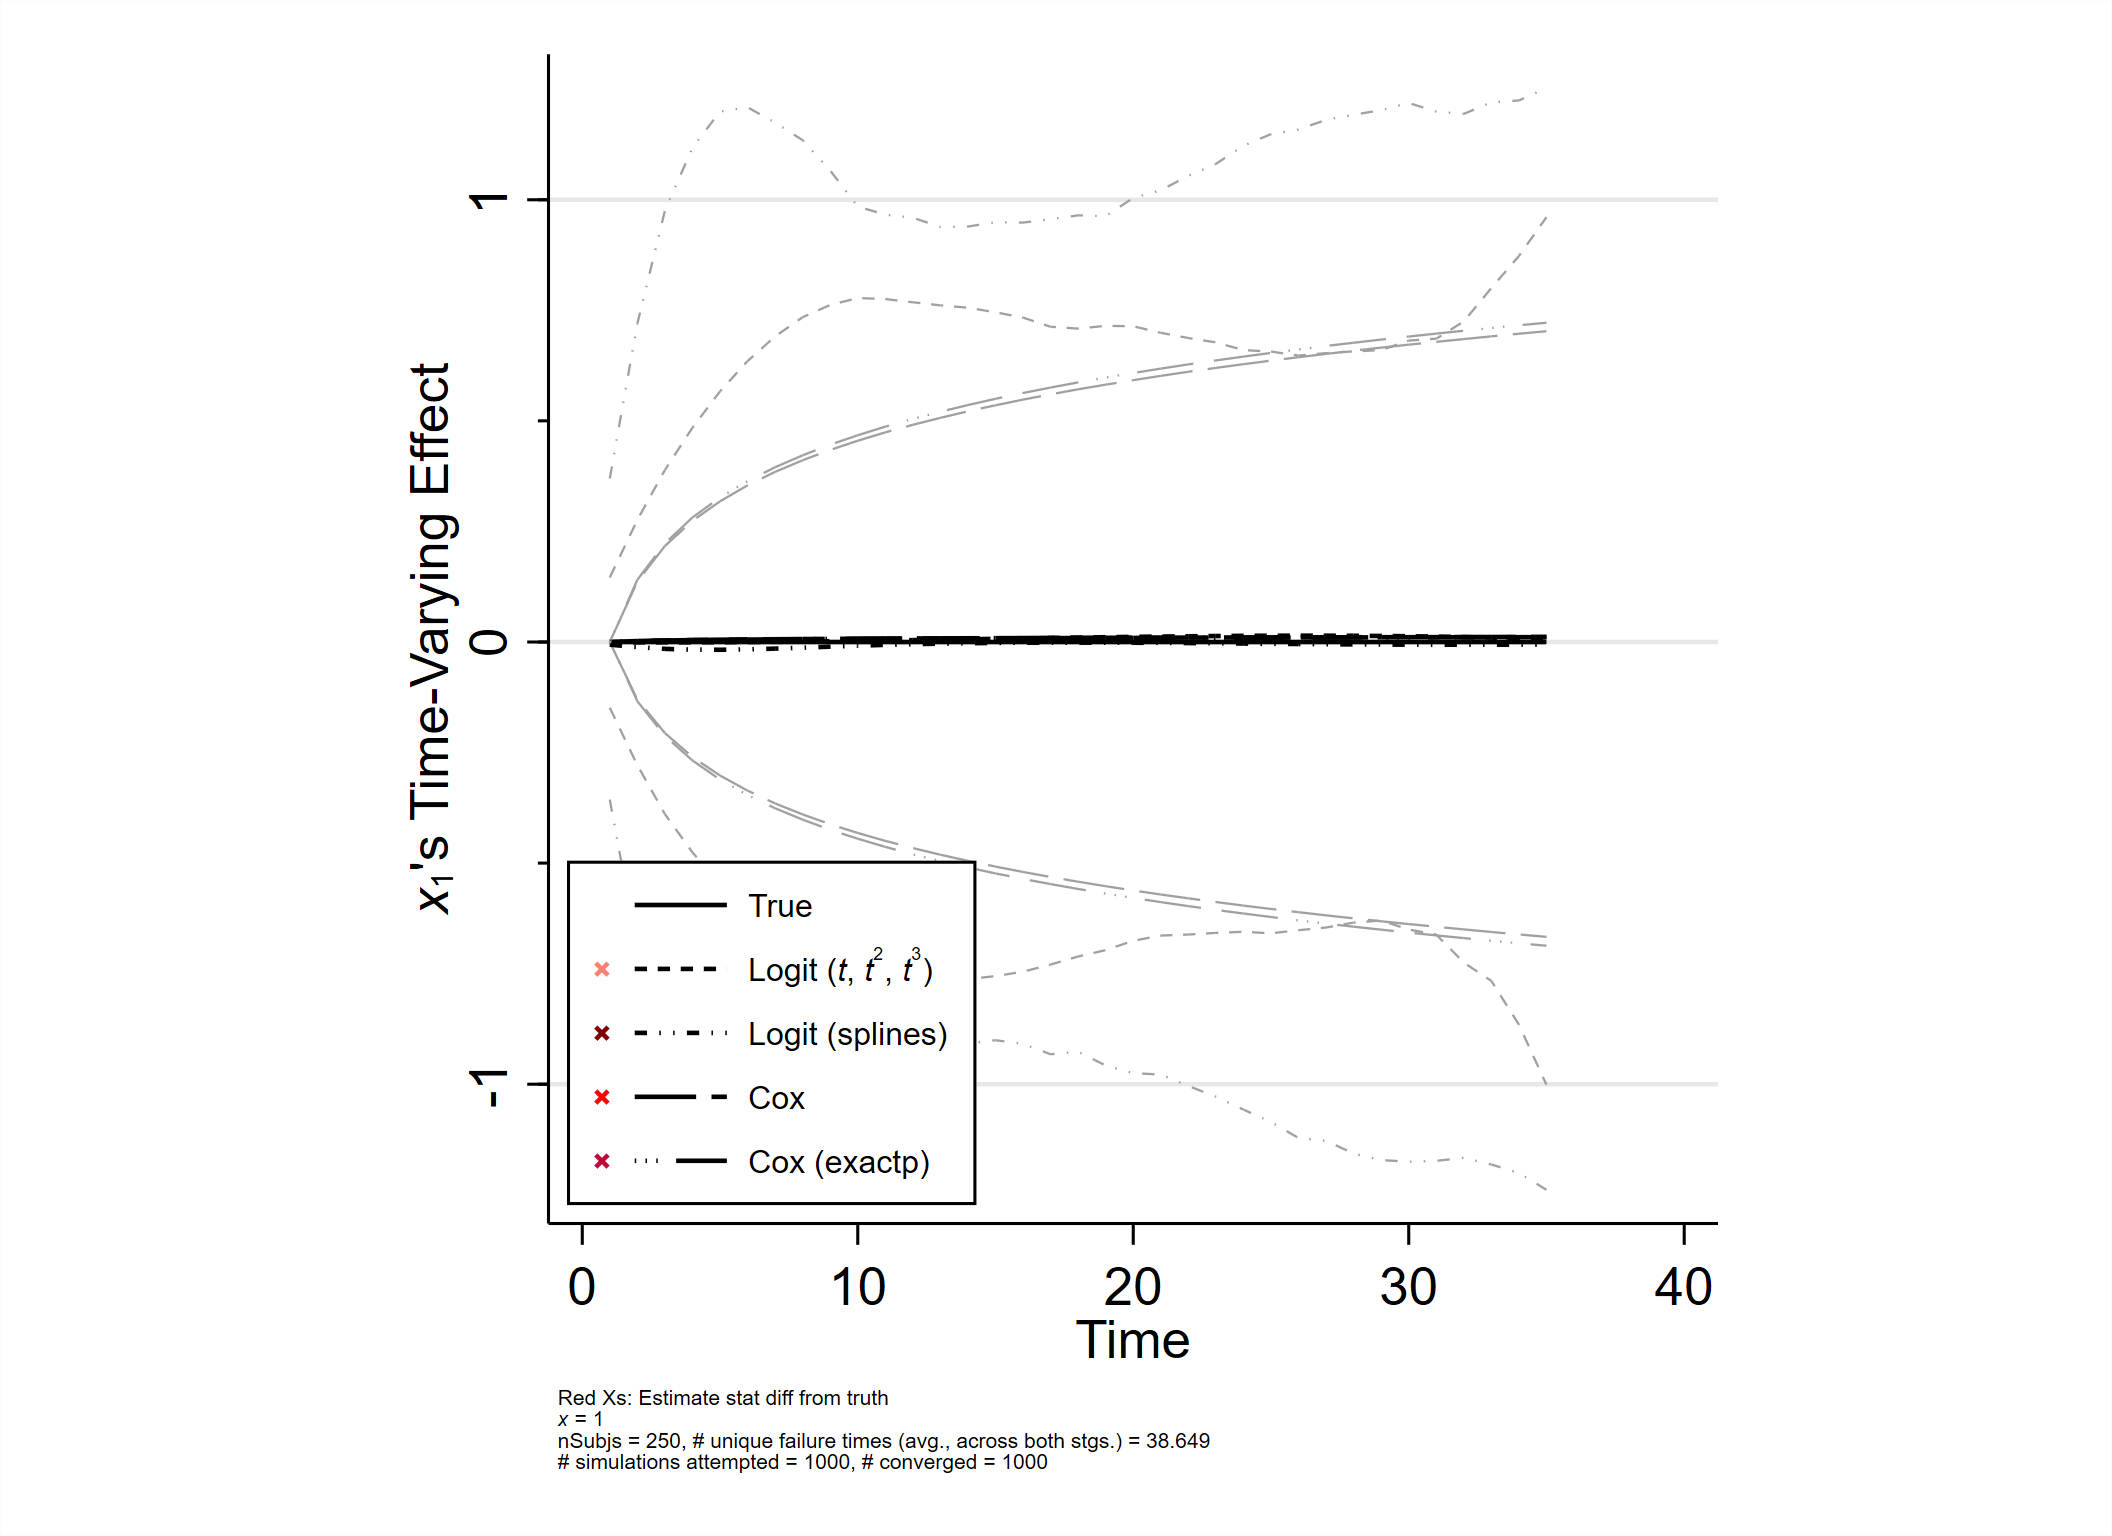 x₁'s Time-Varying Effect
1
0
-1
True
Logit (t, t², t³)
Logit (splines)
Cox
Cox (exactp)
0 10 20 30 40
Time
Red Xs: Estimate stat diff from truth
x = 1
nSubjs = 250, # unique failure times (avg., across both stgs.) = 38.649
# simulations attempted = 1000, # converged = 1000